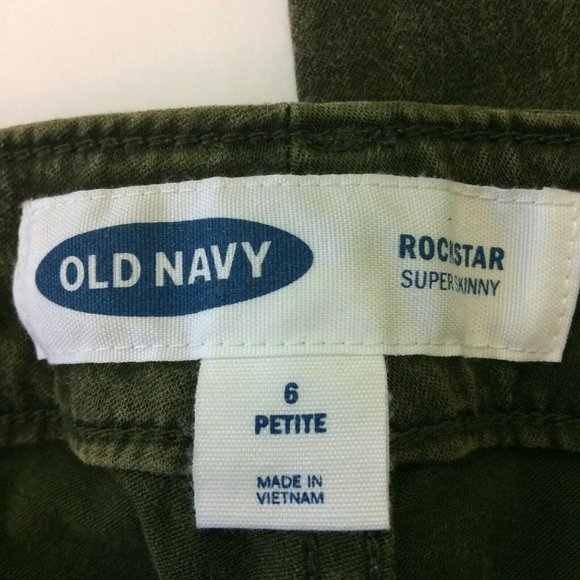 OLD NAVY
ROCKSTAR
SUPER SKINNY
6
PETITE
MADE IN
VIETNAM